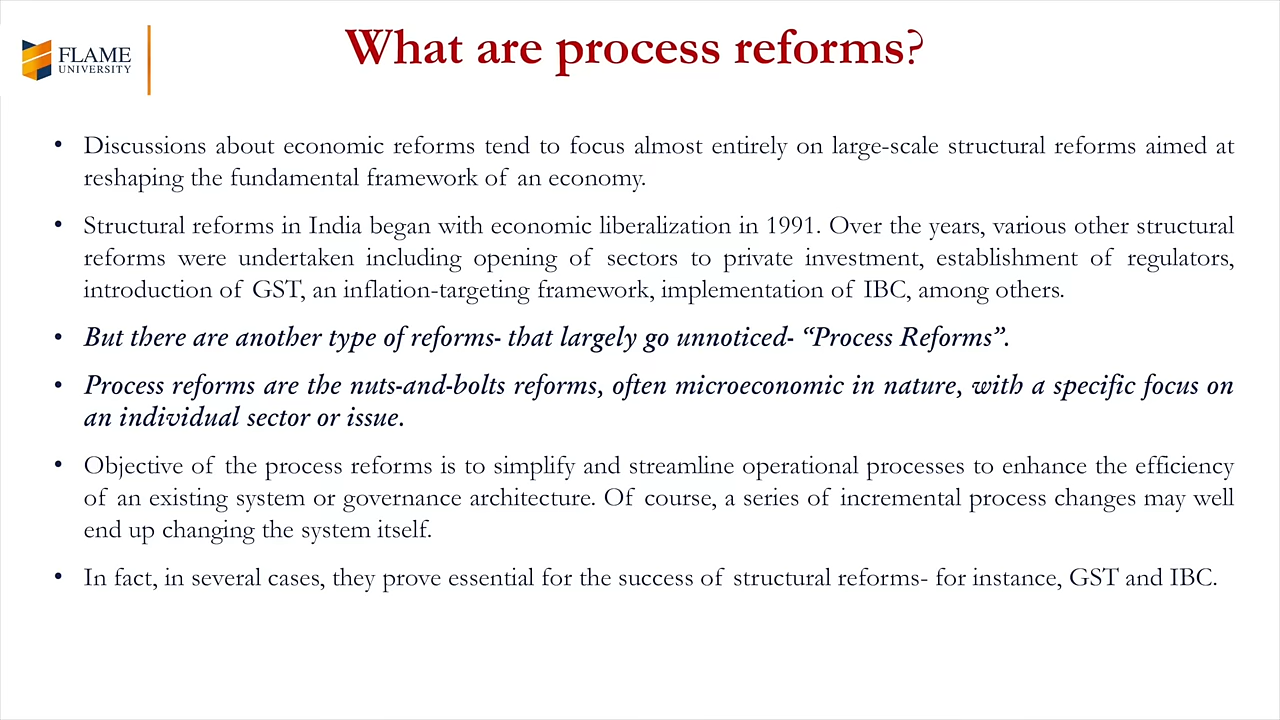 FLAME
UNIVERSITY
What are process reforms?
• Discussions about economic reforms tend to focus almost entirely on large-scale structural reforms aimed at
reshaping the fundamental framework of an economy.
• Structural reforms in India began with economic liberalization in 1991. Over the years, various other structural
reforms were undertaken including opening of sectors to private investment, establishment of regulators,
introduction of GST, an inflation-targeting framework, implementation of IBC, among others.
• But there are another type of reforms- that largely go unnoticed- “Process Reforms”.
• Process reforms are the nuts-and-bolts reforms, often microeconomic in nature, with a specific focus on
an individual sector or issue.
• Objective of the process reforms is to simplify and streamline operational processes to enhance the efficiency
of an existing system or governance architecture. Of course, a series of incremental process changes may well
end up changing the system itself.
• In fact, in several cases, they prove essential for the success of structural reforms- for instance, GST and IBC.